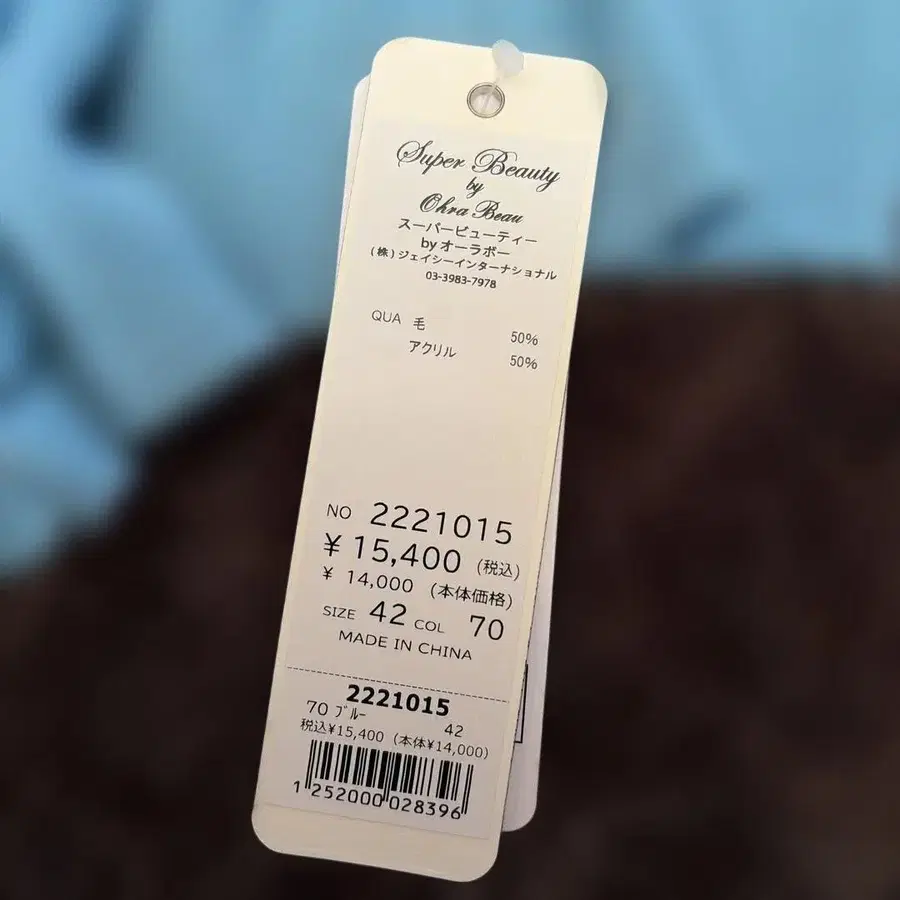 Super Beauty
by
Ohra Beau
スーパービューティー
by オーラボー
(株)ジェイシーインターナショナル
03-3983-7978
QUA 毛 50%
アクリル 50%
NO 2221015
¥15,400 (税込)
¥ 14,000 (本体価格)
SIZE 42 COL 70
MADE IN CHINA
2221015
70 ブルー 42
税込¥15,400 (本体¥14,000)
1 252000 028396